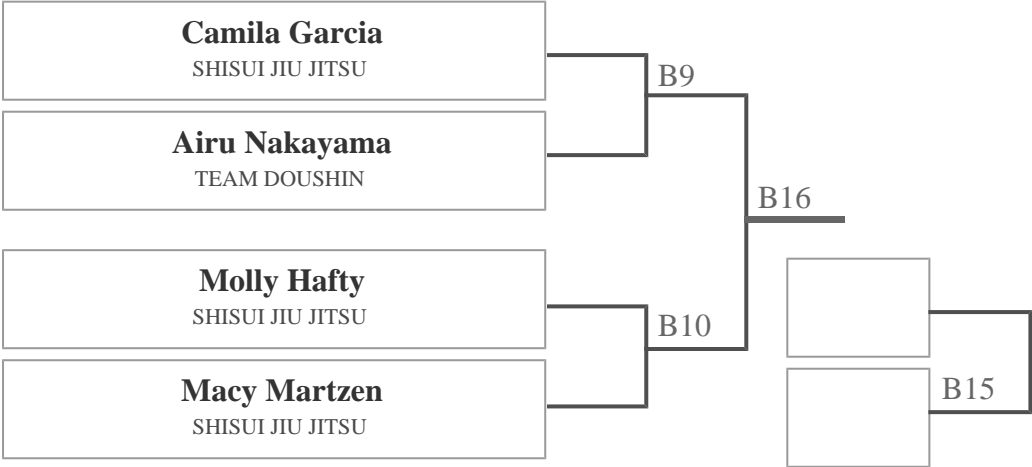 Camila Garcia
SHISUI JIU JITSU
B9
Airu Nakayama
TEAM DOUSHIN
B16
Molly Hafty
SHISUI JIU JITSU
B10
Macy Martzen
SHISUI JIU JITSU
B15